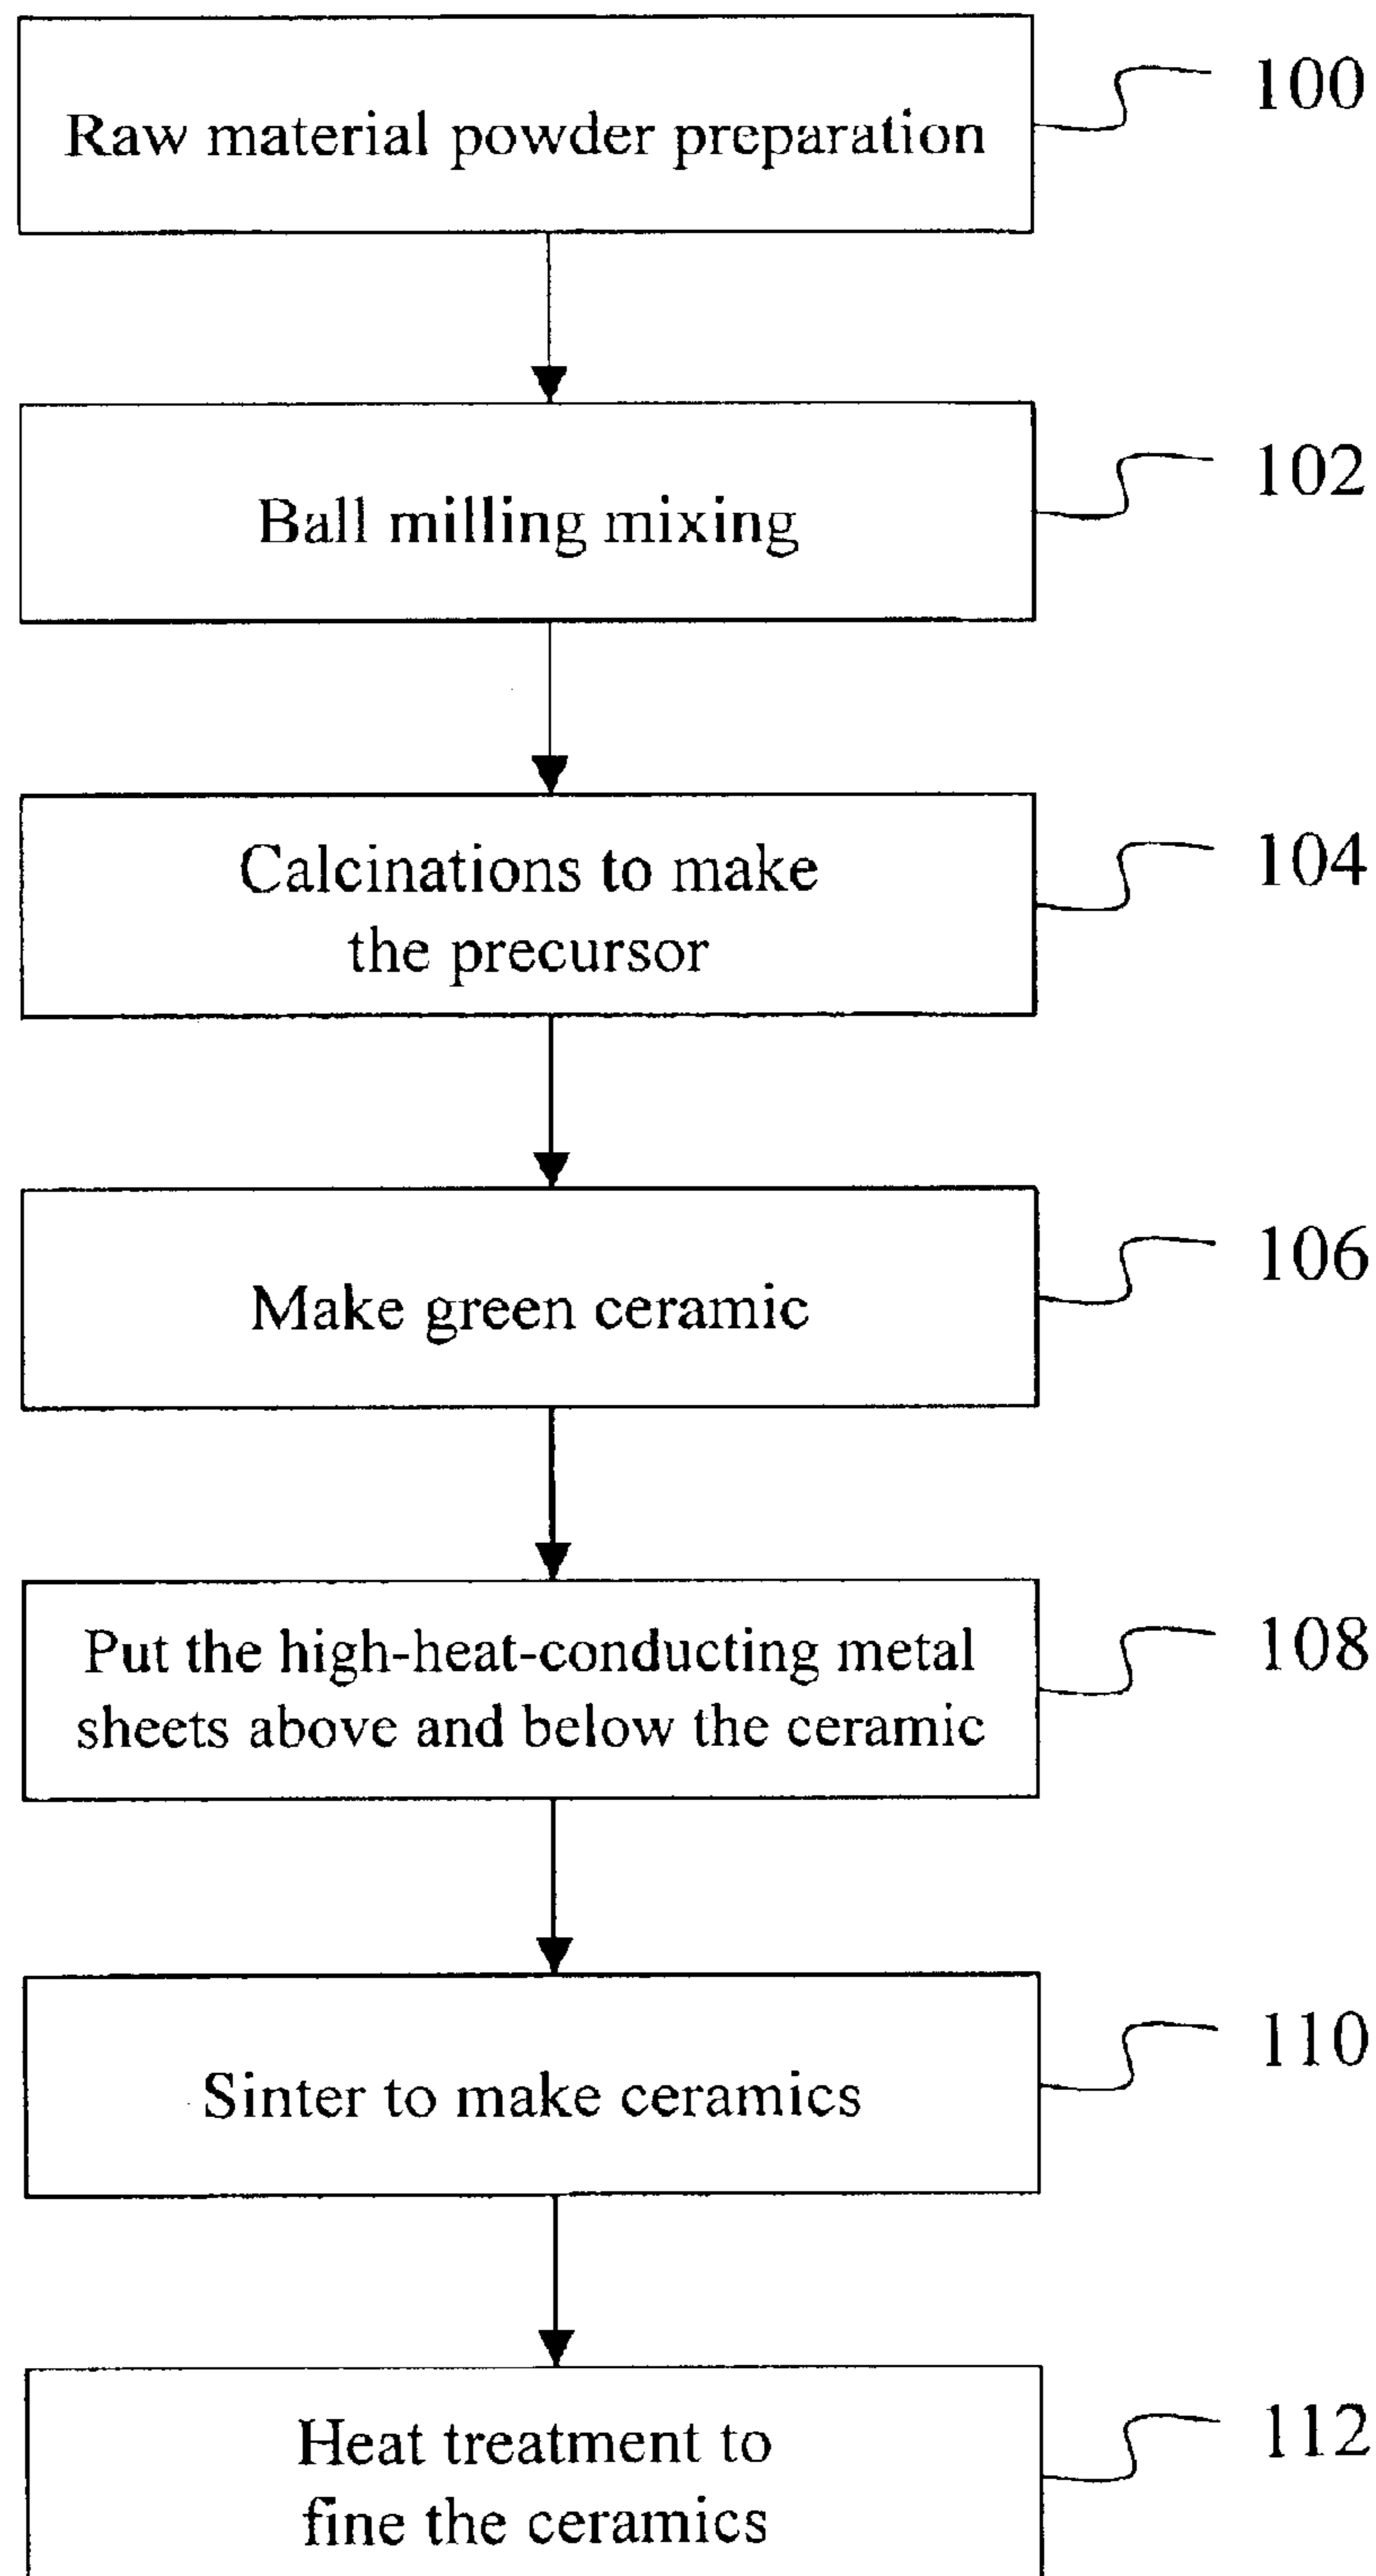 Raw material powder preparation
100
Ball milling mixing
102
Calcinations to make
the precursor
104
Make green ceramic
106
Put the high-heat-conducting metal
sheets above and below the ceramic
108
Sinter to make ceramics
110
Heat treatment to
fine the ceramics
112